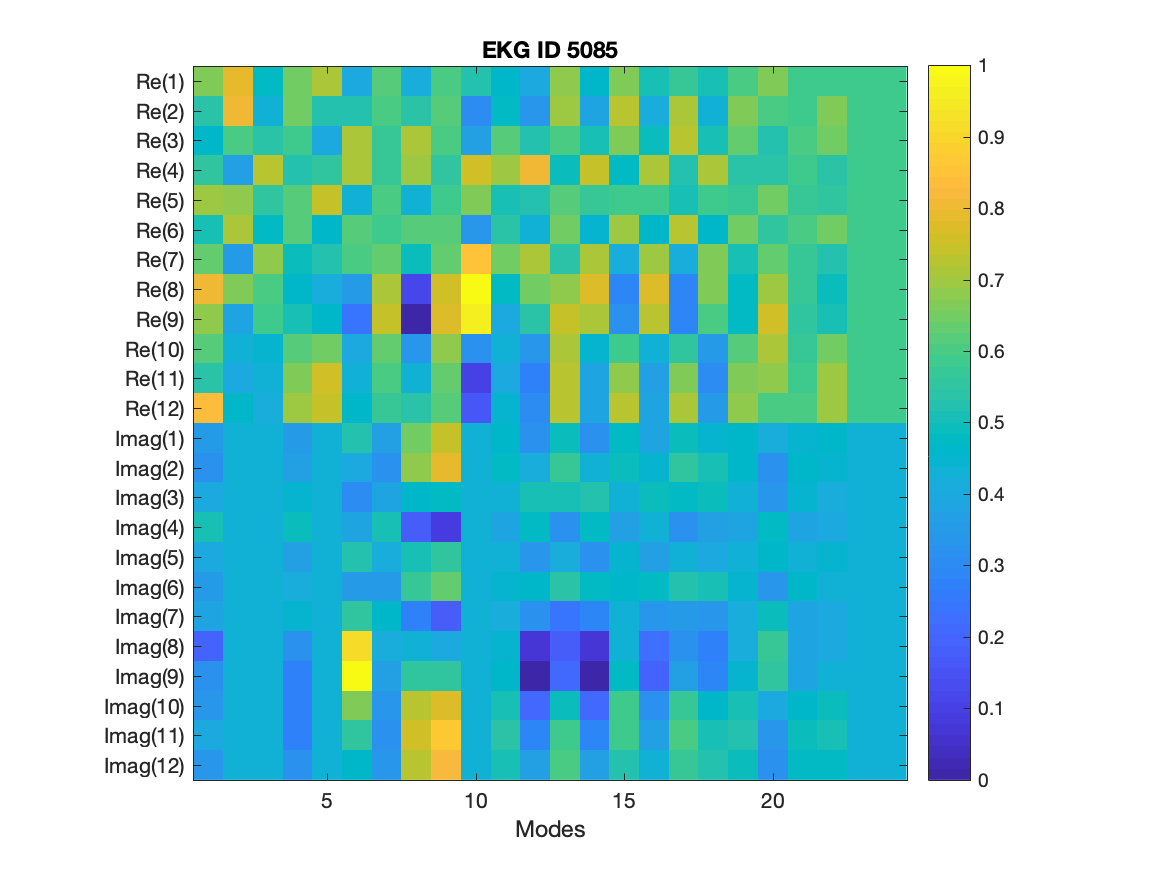 EKG ID 5085
Re(1)
Re(2)
Re(3)
Re(4)
Re(5)
Re(6)
Re(7)
Re(8)
Re(9)
Re(10)
Re(11)
Re(12)
Imag(1)
Imag(2)
Imag(3)
Imag(4)
Imag(5)
Imag(6)
Imag(7)
Imag(8)
Imag(9)
Imag(10)
Imag(11)
Imag(12)
5 10 15 20
Modes
1
0.9
0.8
0.7
0.6
0.5
0.4
0.3
0.2
0.1
0